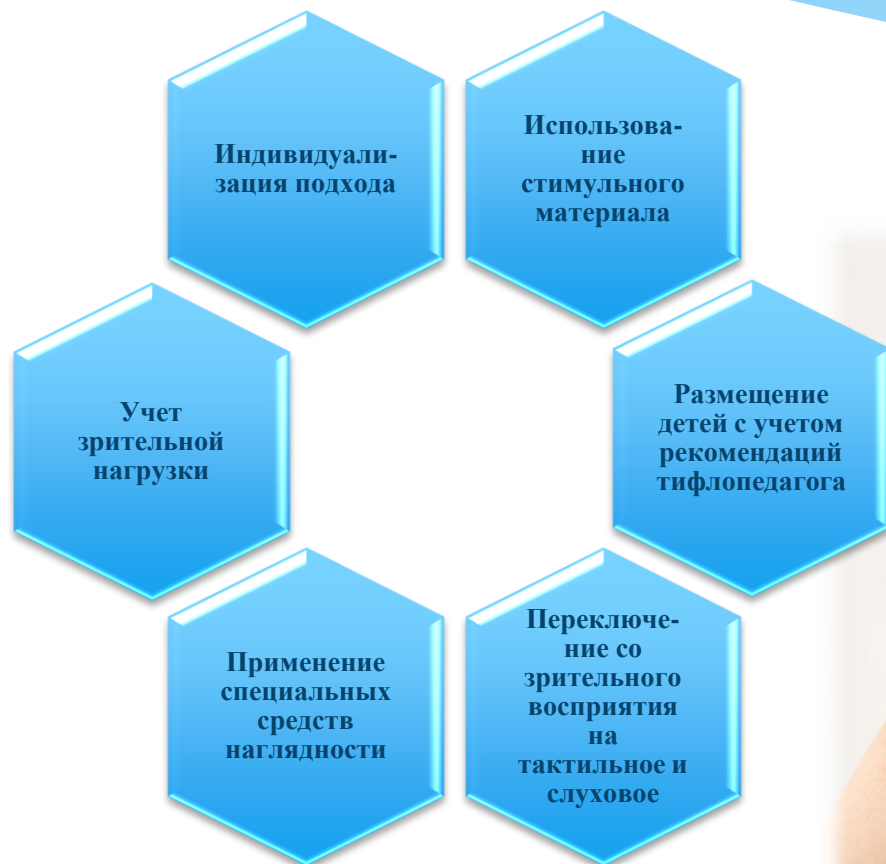 Индивидуали-
зация подхода
Использова-
ние
стимульного
материала
Учет
зрительной
нагрузки
Размещение
детей с учетом
рекомендаций
тифлопедагога
Применение
специальных
средств
наглядности
Переключе-
ние со
зрительного
восприятия
на
тактильное и
слуховое